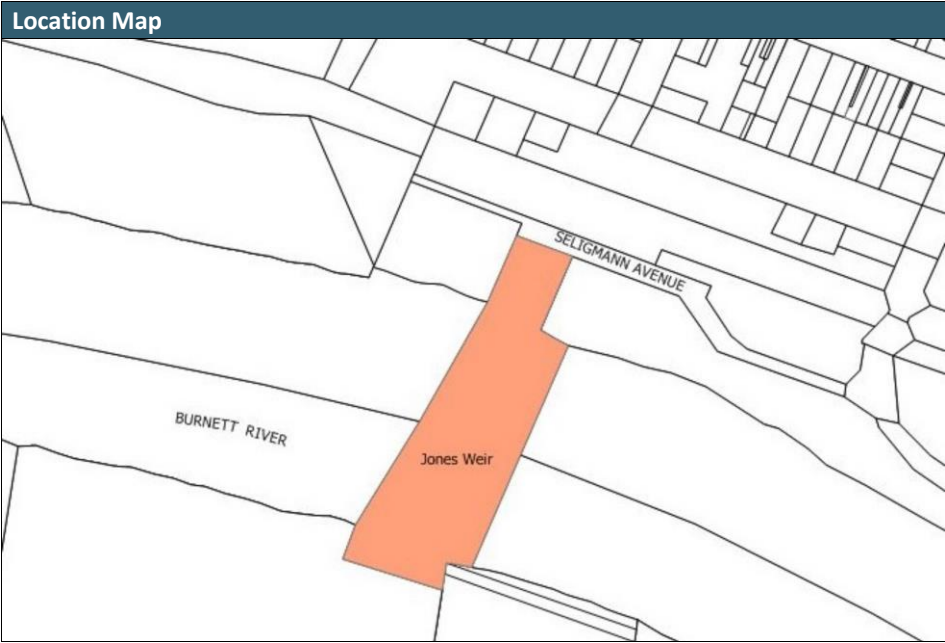 Location Map
SELIGMANN AVENUE
BURNETT RIVER
Jones Weir